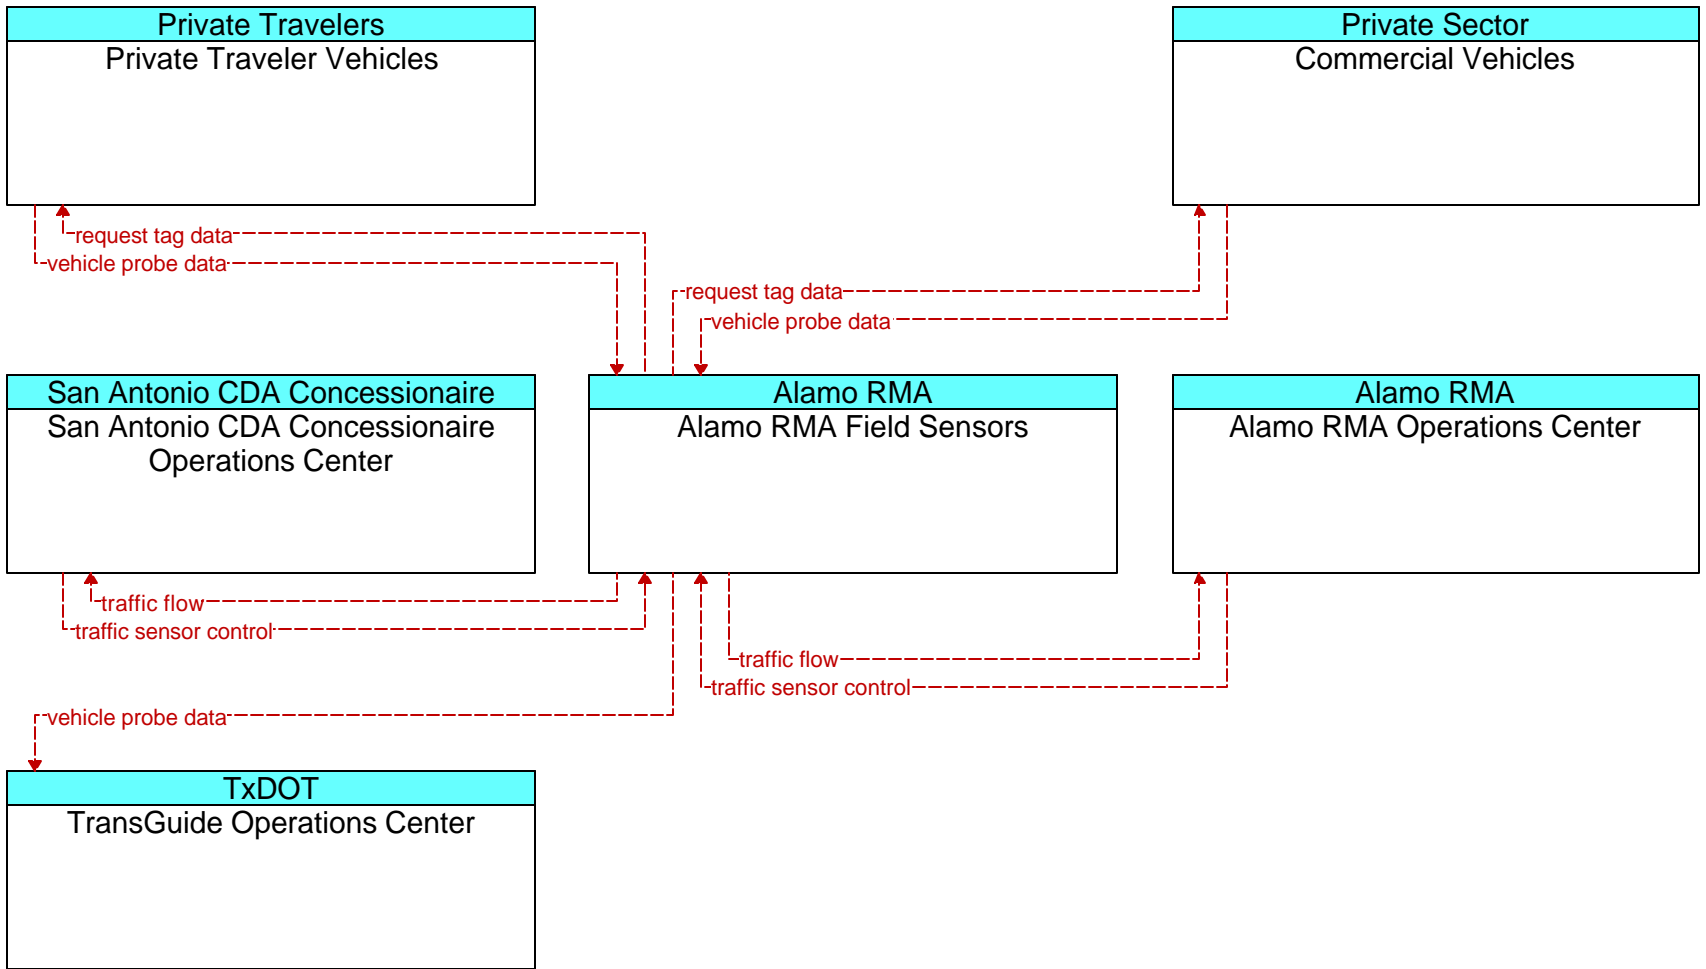 Private Travelers
Private Traveler Vehicles
Private Sector
Commercial Vehicles
request tag data
vehicle probe data
request tag data
vehicle probe data
San Antonio CDA Concessionaire
San Antonio CDA Concessionaire
Operations Center
Alamo RMA
Alamo RMA Field Sensors
Alamo RMA
Alamo RMA Operations Center
traffic flow
traffic sensor control
traffic flow
traffic sensor control
vehicle probe data
TxDOT
TransGuide Operations Center